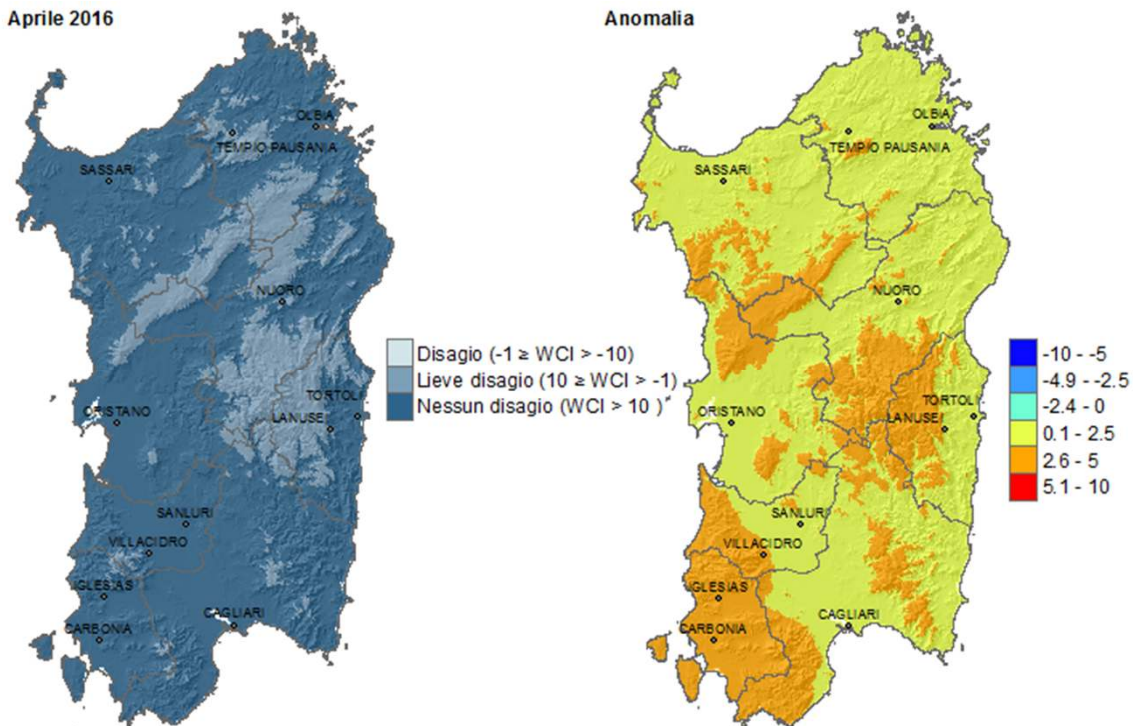 Aprile 2016
OLBIA
TEMPIO PAUSANIA
SASSARI
NUORO
TORTOLI
ORISTANO
LANUSEI
SANLURI
VILLACIDRO
IGLESIAS
CAGLIARI
CARBONIA
Disagio (-1 ≥ WCI > -10)
Lieve disagio (10 ≥ WCI > -1)
Nessun disagio (WCI > 10 )
Anomalia
OLBIA
TEMPIO PAUSANIA
SASSARI
NUORO
TORTOLI
ORISTANO
LANUSEI
SANLURI
VILLACIDRO
IGLESIAS
CAGLIARI
CARBONIA
-10 - -5
-4.9 - -2.5
-2.4 - 0
0.1 - 2.5
2.6 - 5
5.1 - 10